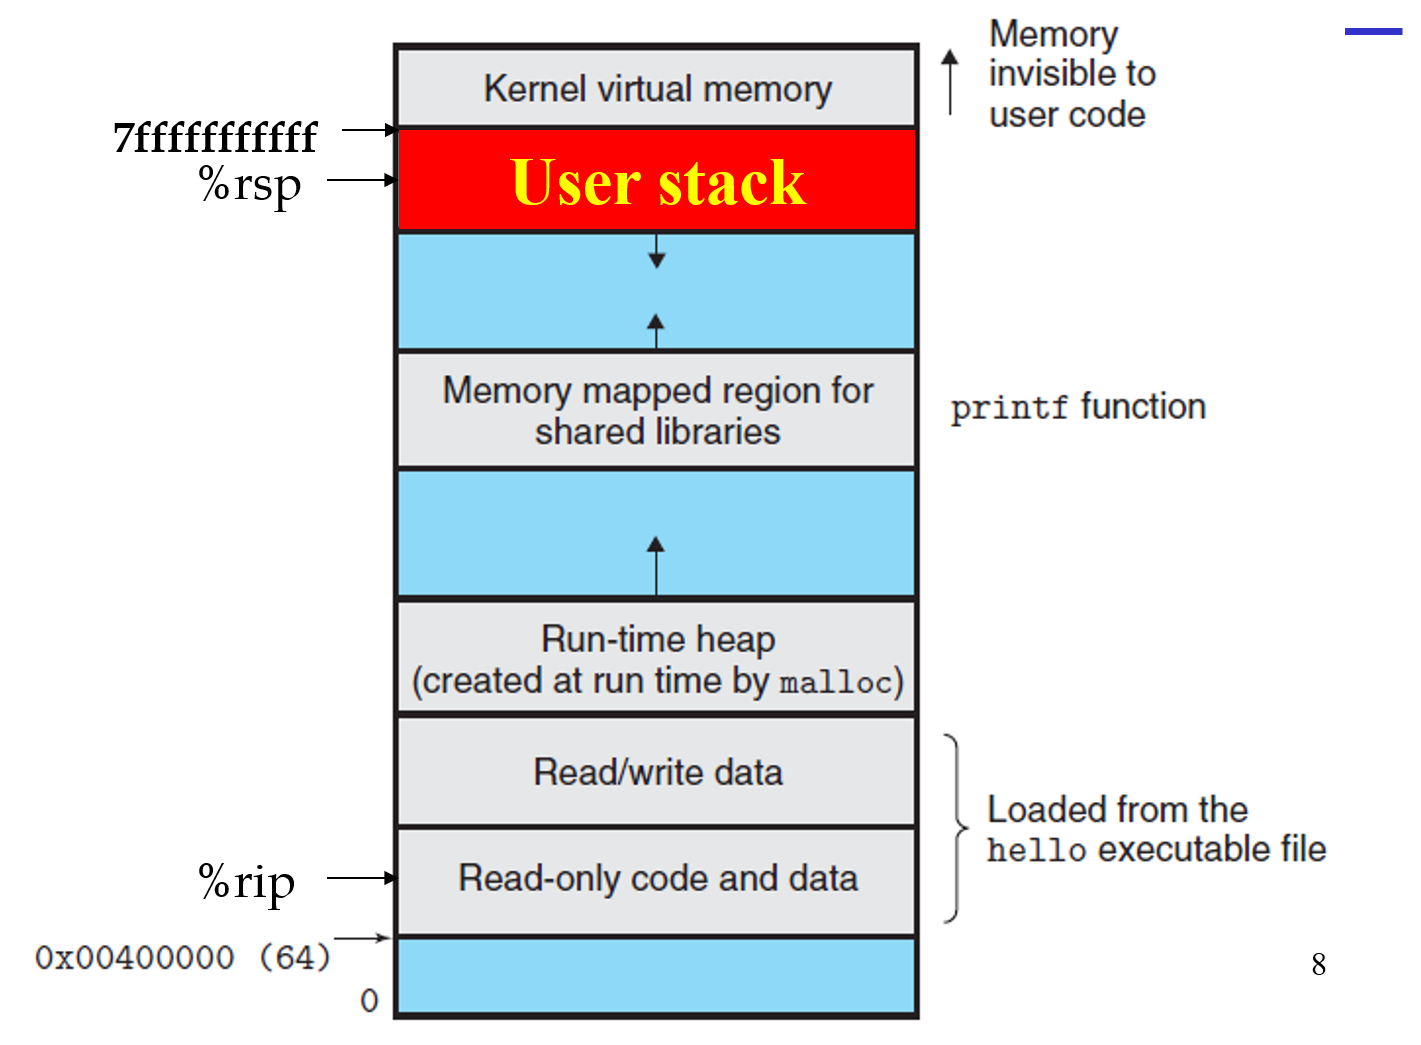 Memory
invisible to
user code
Kernel virtual memory
7fffffffffff
%rsp
User stack
Memory mapped region for
shared libraries
printf function
Run-time heap
(created at run time by malloc)
Read/write data
Loaded from the
hello executable file
%rip
Read-only code and data
0x00400000 (64)
0
8